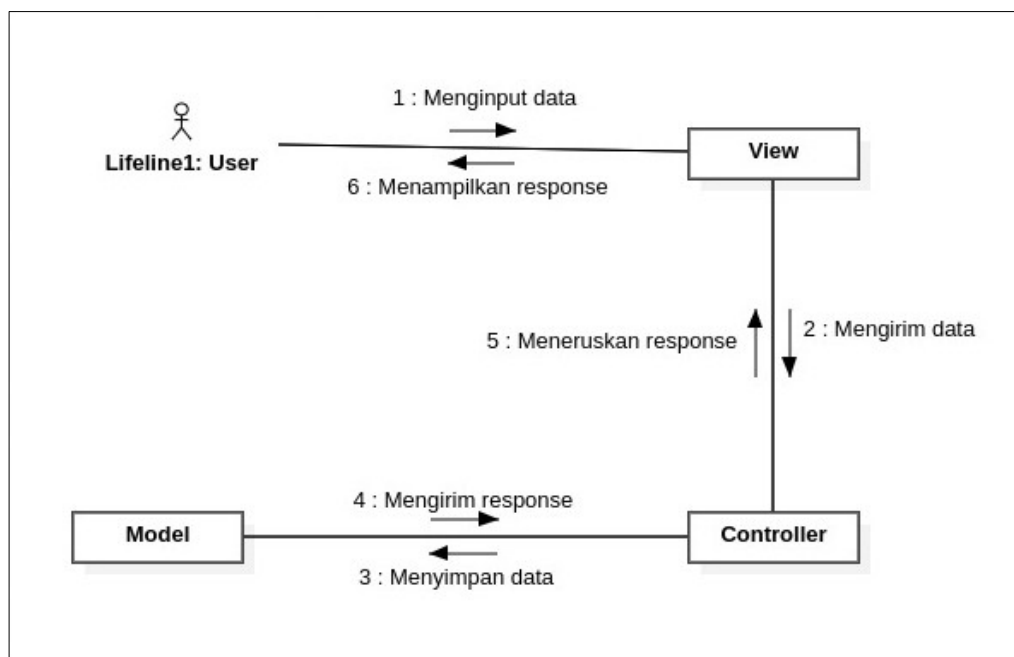 1 : Menginput data
Lifeline1: User
View
6 : Menampilkan response
2 : Mengirim data
5 : Meneruskan response
4 : Mengirim response
Model
Controller
3 : Menyimpan data